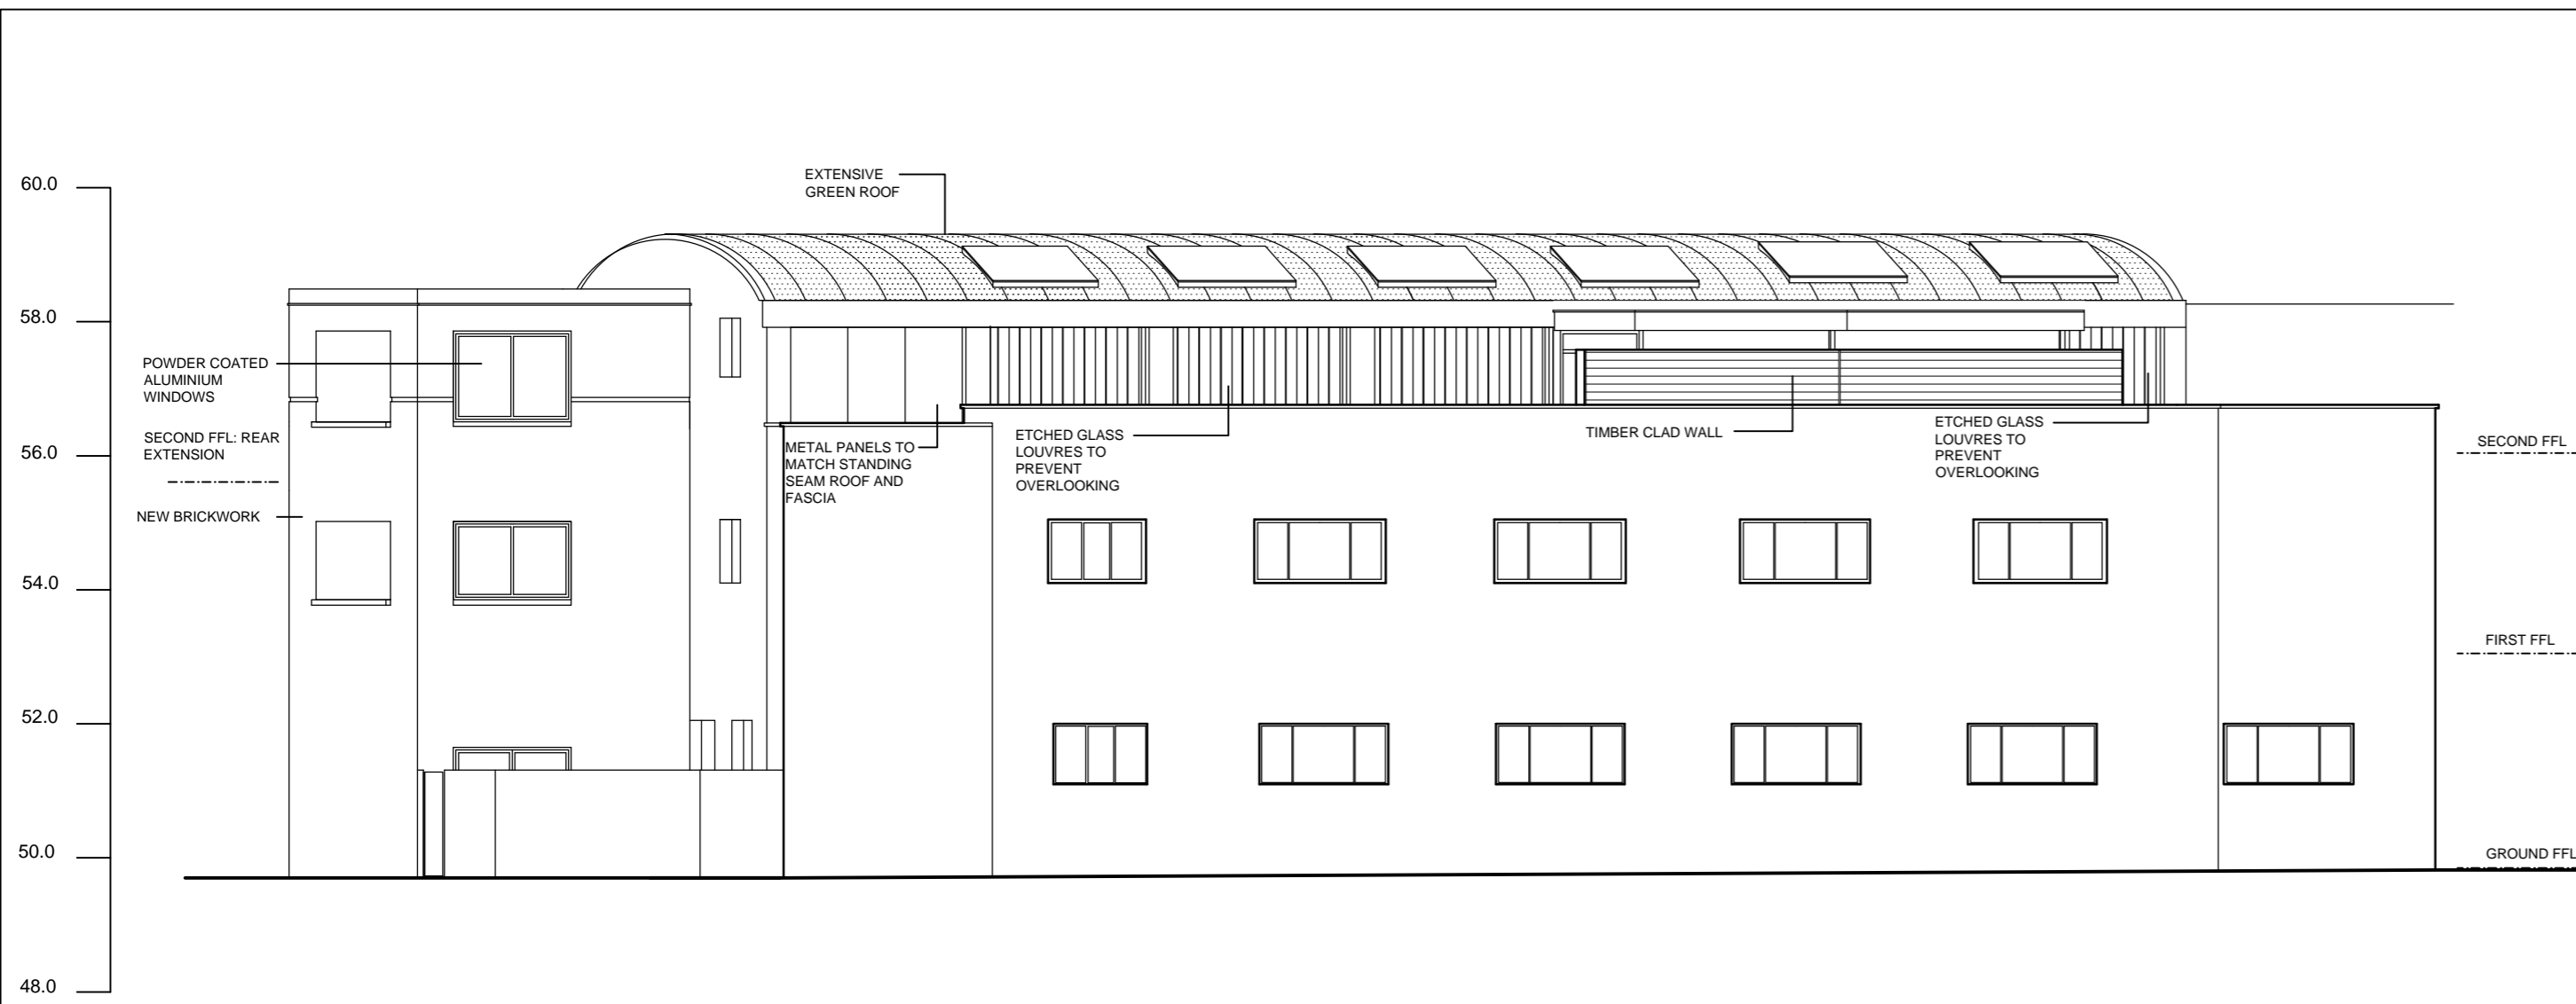 60.0
58.0
56.0
54.0
52.0
50.0
48.0
EXTENSIVE
GREEN ROOF
POWDER COATED
ALUMINIUM
WINDOWS
SECOND FFL: REAR
EXTENSION
NEW BRICKWORK
METAL PANELS TO
MATCH STANDING
SEAM ROOF AND
FASCIA
ETCHED GLASS
LOUVRES TO
PREVENT
OVERLOOKING
TIMBER CLAD WALL
ETCHED GLASS
LOUVRES TO
PREVENT
OVERLOOKING
SECOND FFL
FIRST FFL
GROUND FFL